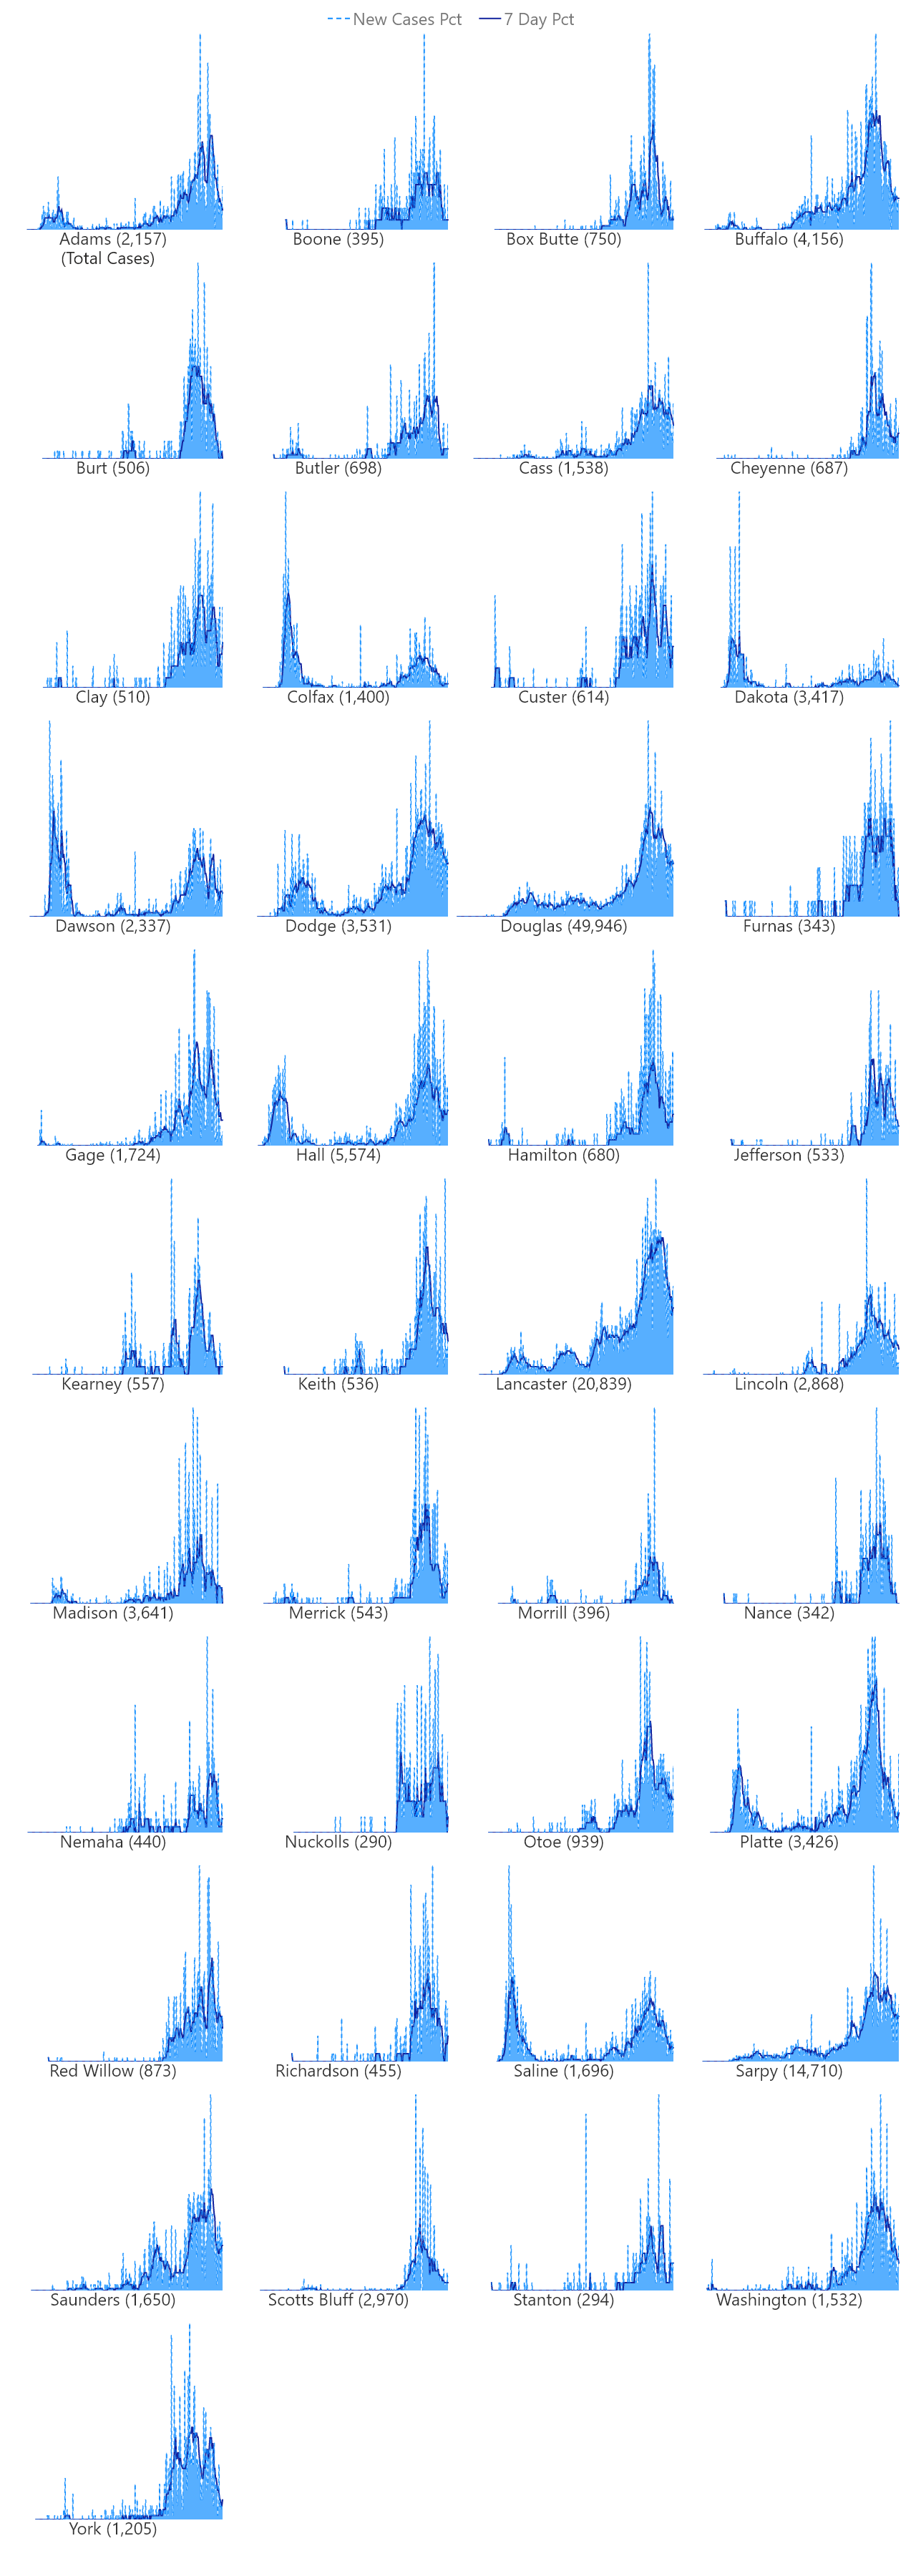 New Cases Pct 7 Day Pct
Adams (2,157) Boone (395) Box Butte (750) Buffalo (4,156)
(Total Cases)
Burt (506) Butler (698) Cass (1,538) Cheyenne (687)
Clay (510) Colfax (1,400) Custer (614) Dakota (3,417)
Dawson (2,337) Dodge (3,531) Douglas (49,946) Furnas (343)
Gage (1,724) Hall (5,574) Hamilton (680) Jefferson (533)
Kearney (557) Keith (536) Lancaster (20,839) Lincoln (2,868)
Madison (3,641) Merrick (543) Morrill (396) Nance (342)
Nemaha (440) Nuckolls (290) Otoe (939) Platte (3,426)
Red Willow (873) Richardson (455) Saline (1,696) Sarpy (14,710)
Saunders (1,650) Scotts Bluff (2,970) Stanton (294) Washington (1,532)
York (1,205)